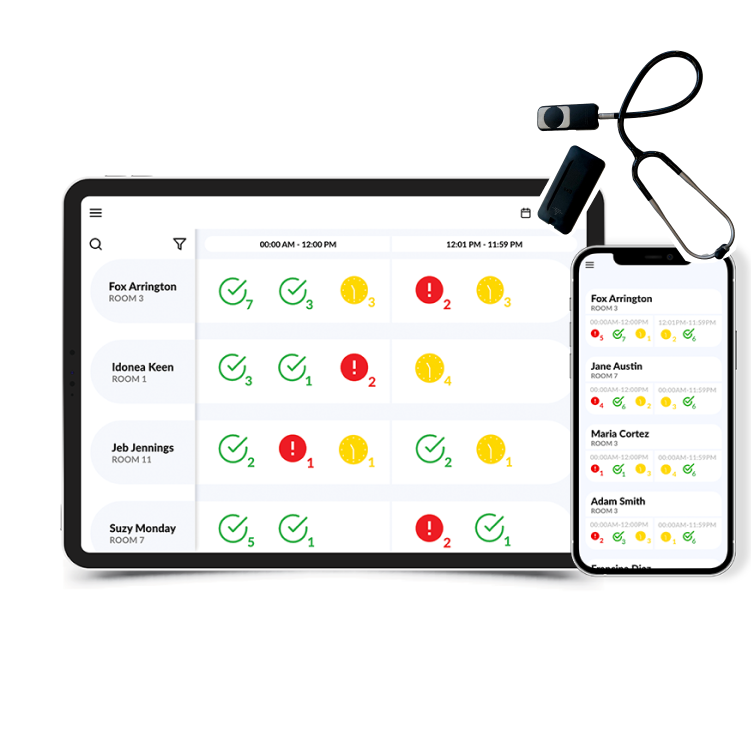 00:00 AM - 12:00 PM 12:01 PM - 11:59 PM
Fox Arrington
ROOM 3
7 3 3 2 3
Idonea Keen
ROOM 1
3 1 2 4
Jeb Jennings
ROOM 11
2 1 1 2 1
Suzy Monday
ROOM 7
5 1 2 1
Fox Arrington
ROOM 3
00:00AM-12:00PM 12:01PM-11:59PM
5 7 1 2 6
Jane Austin
ROOM 7
00:00AM-12:00PM 00:00AM-11:59PM
4 6 2 3 6
Maria Cortez
ROOM 3
00:00AM-12:00PM 00:00AM-11:59PM
1 1 3 4 6
Adam Smith
ROOM 3
00:00AM-12:00PM 00:00AM-11:59PM
2 2 3 1 6